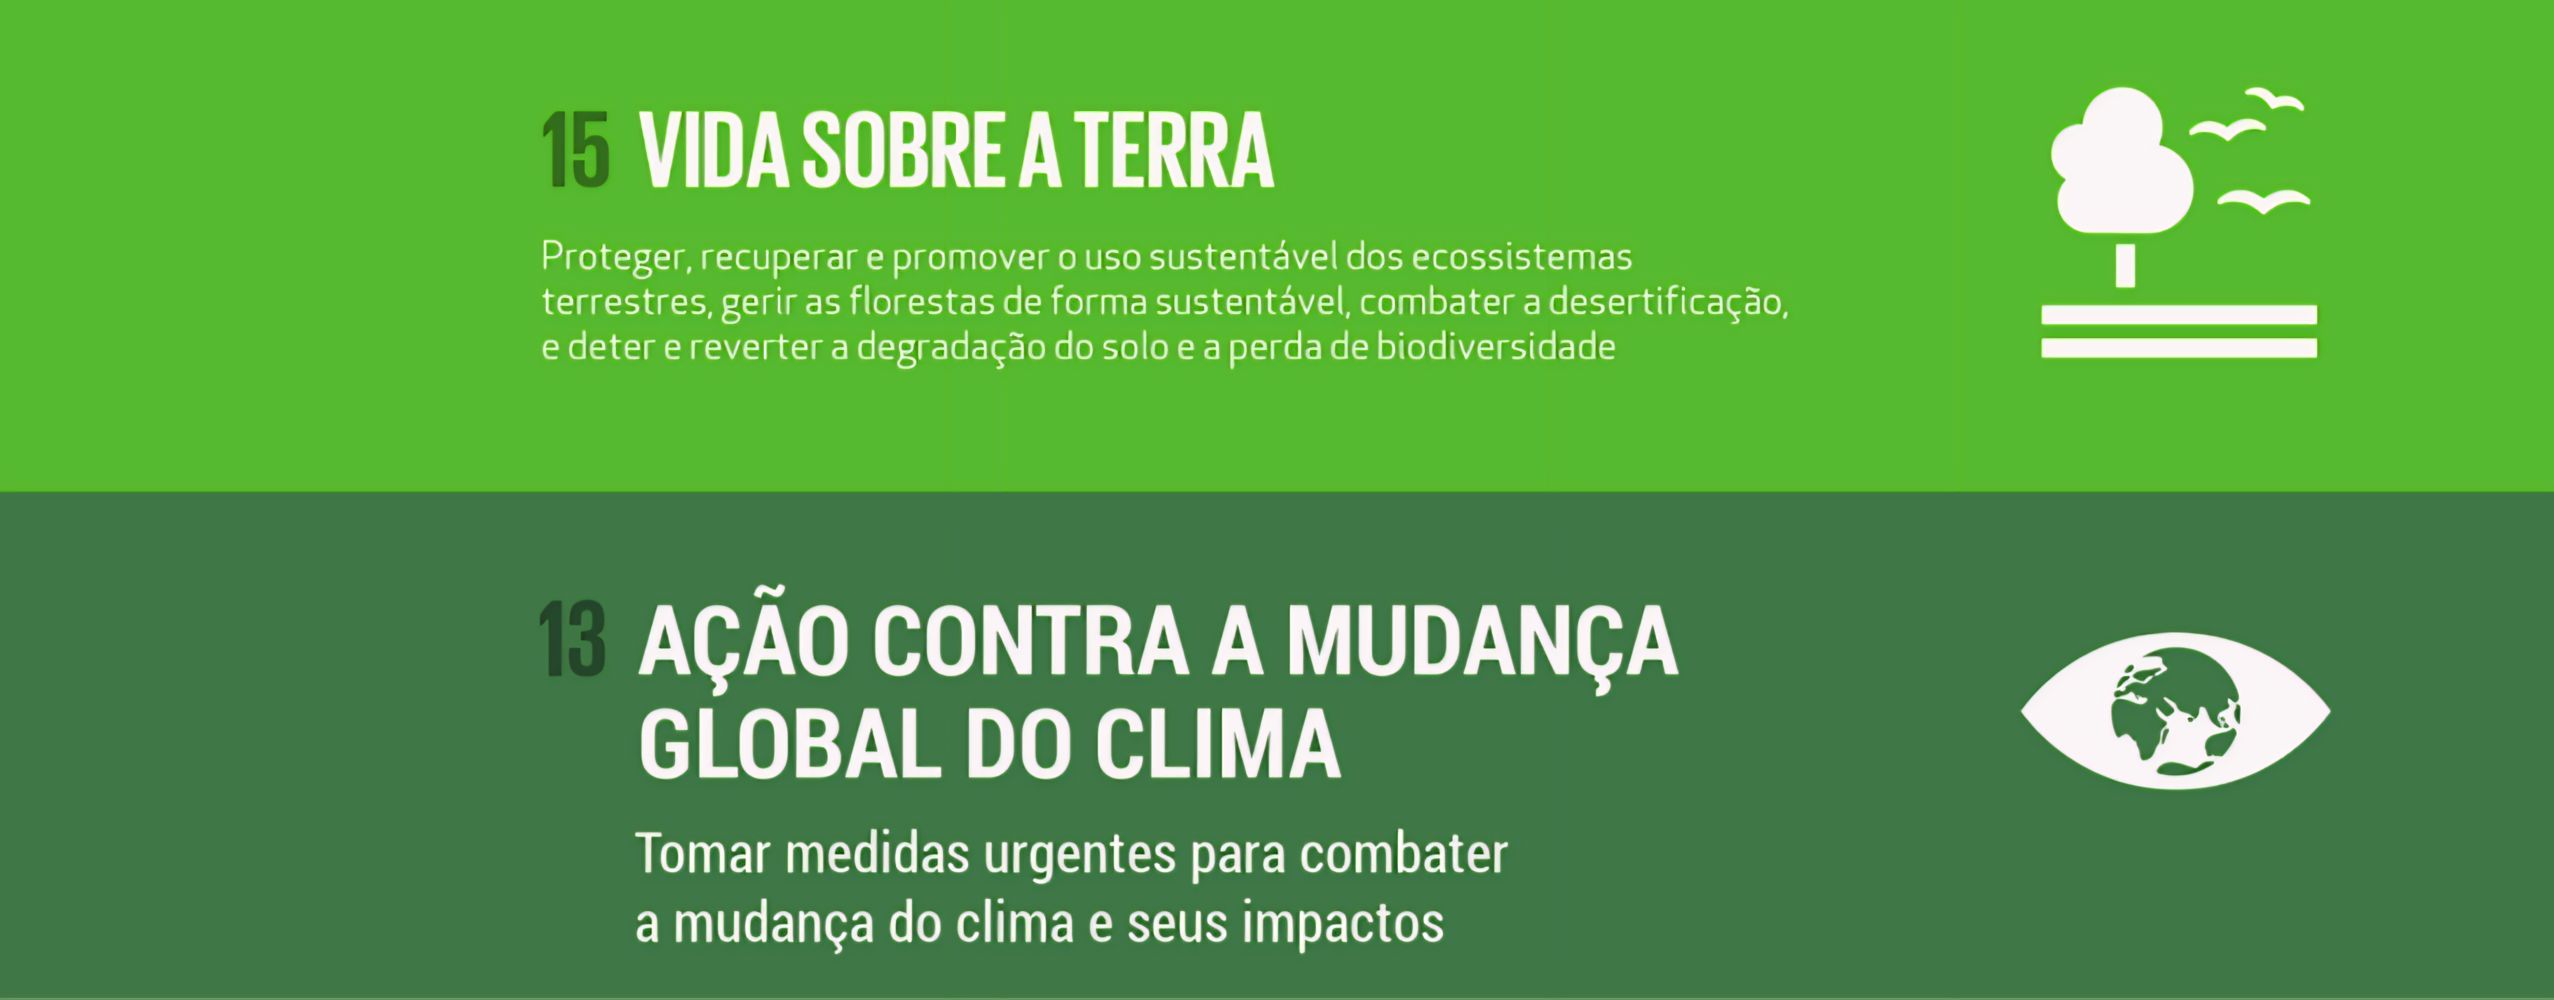 15 VIDA SOBRE A TERRA
Proteger, recuperar e promover o uso sustentável dos ecossistemas
terrestres, gerir as florestas de forma sustentável, combater a desertificação,
e deter e reverter a degradação do solo e a perda de biodiversidade
13 AÇÃO CONTRA A MUDANÇA
GLOBAL DO CLIMA
Tomar medidas urgentes para combater
a mudança do clima e seus impactos